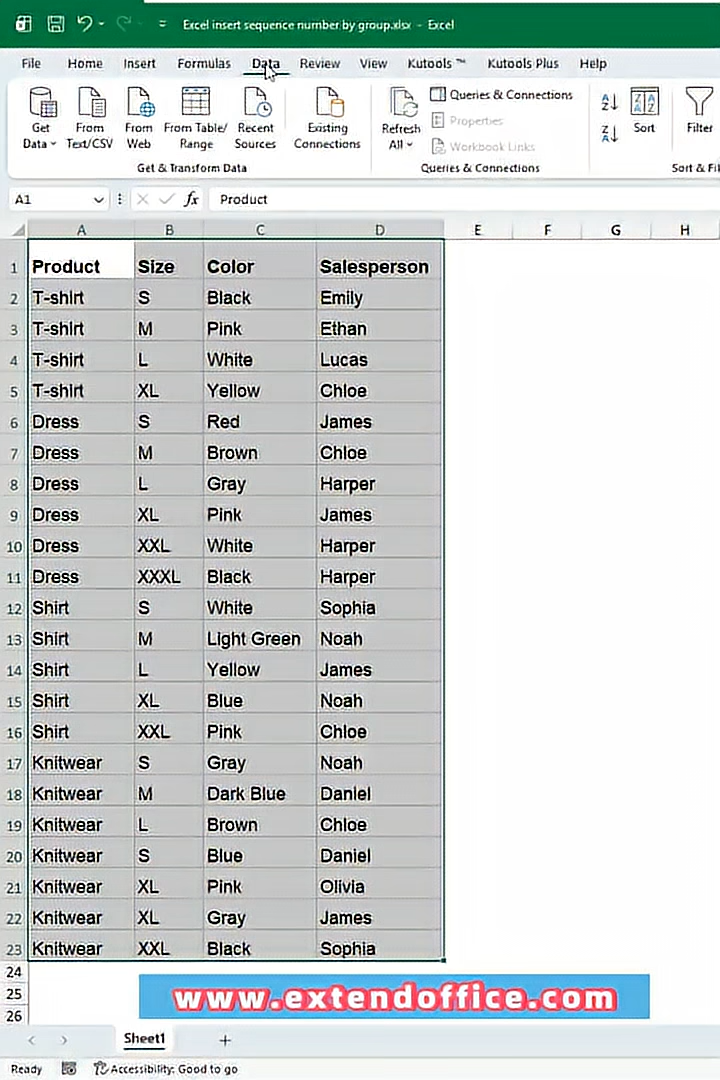 Excel insert sequence number by group.xlsx - Excel
File Home Insert Formulas Data Review View Kutools ™ Kutools Plus Help
Get Data From Text/CSV From Web From Table/ Range Recent Sources Existing Connections Refresh All Queries & Connections Properties Workbook Links Sort Filter
Get & Transform Data Queries & Connections Sort & Fil
A1 fx Product
A B C D E F G H
1 Product Size Color Salesperson
2 T-shirt S Black Emily
3 T-shirt M Pink Ethan
4 T-shirt L White Lucas
5 T-shirt XL Yellow Chloe
6 Dress S Red James
7 Dress M Brown Chloe
8 Dress L Gray Harper
9 Dress XL Pink James
10 Dress XXL White Harper
11 Dress XXXL Black Harper
12 Shirt S White Sophia
13 Shirt M Light Green Noah
14 Shirt L Yellow James
15 Shirt XL Blue Noah
16 Shirt XXL Pink Chloe
17 Knitwear S Gray Noah
18 Knitwear M Dark Blue Daniel
19 Knitwear L Brown Chloe
20 Knitwear S Blue Daniel
21 Knitwear XL Pink Olivia
22 Knitwear XL Gray James
23 Knitwear XXL Black Sophia
24
25 www.extendoffice.com
26
Sheet1
Ready Accessibility: Good to go